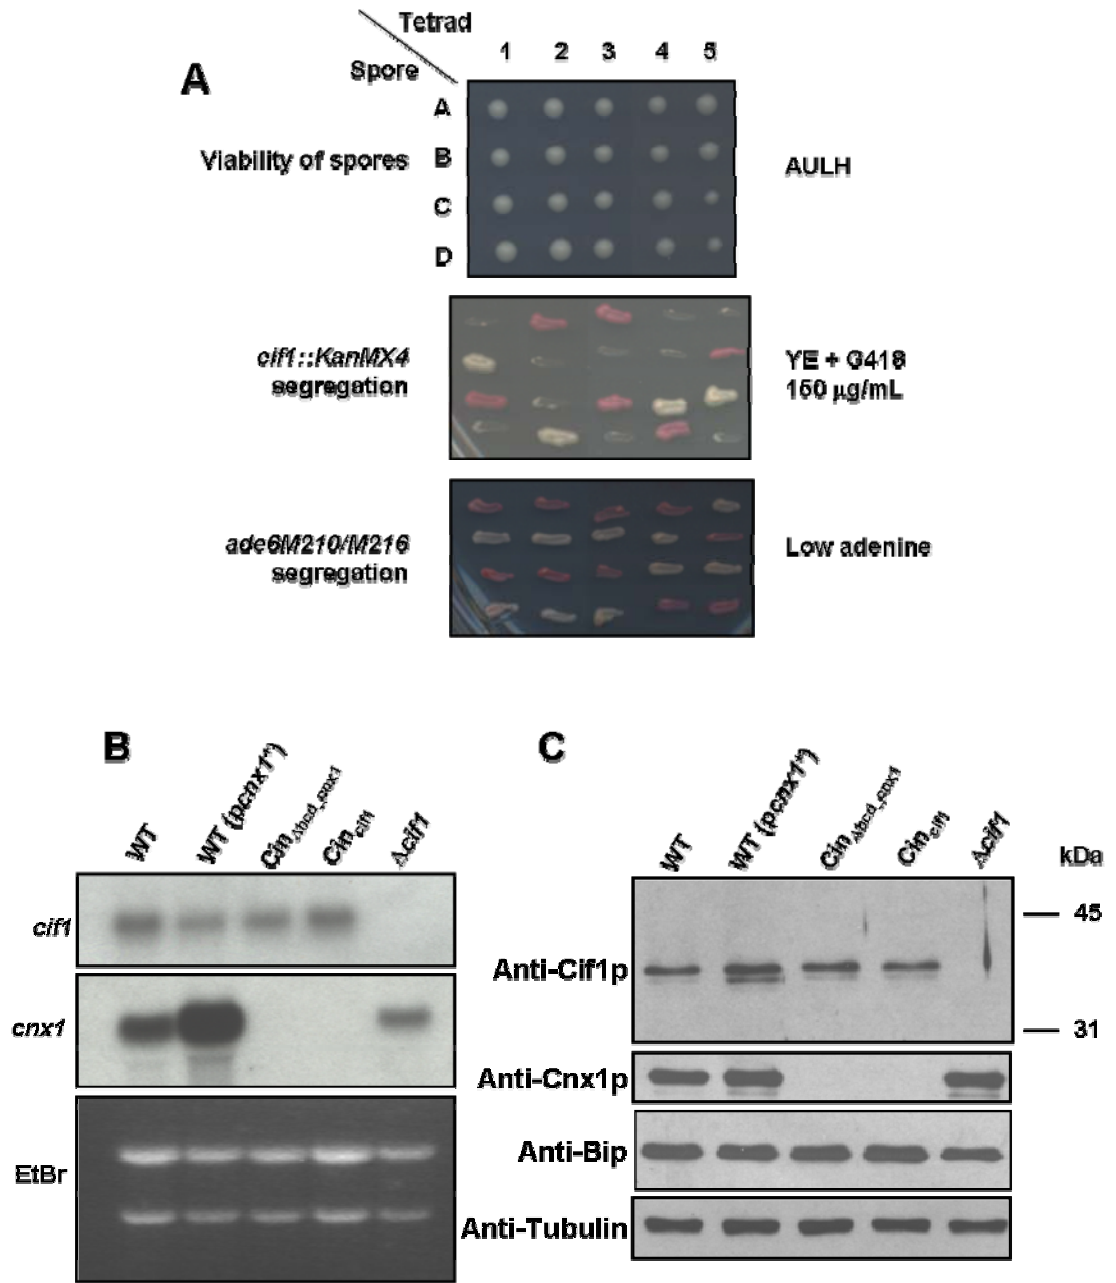 Tetrad
1 2 3 4 5
A
Spore
A
Viability of spores
B
AULH
C
D
cif1::KanMX4
segregation
YE + G418
150 μg/mL
ade6M210/M216
segregation
Low adenine
B
WT
WT (pcnx1+)
CinΔhcd_cnx1
Cincif1
Δcif1
cif1
cnx1
EtBr
C
WT
WT (pcnx1+)
CinΔhcd_cnx1
Cincif1
Δcif1
kDa
45
Anti-Cif1p
31
Anti-Cnx1p
Anti-Bip
Anti-Tubulin